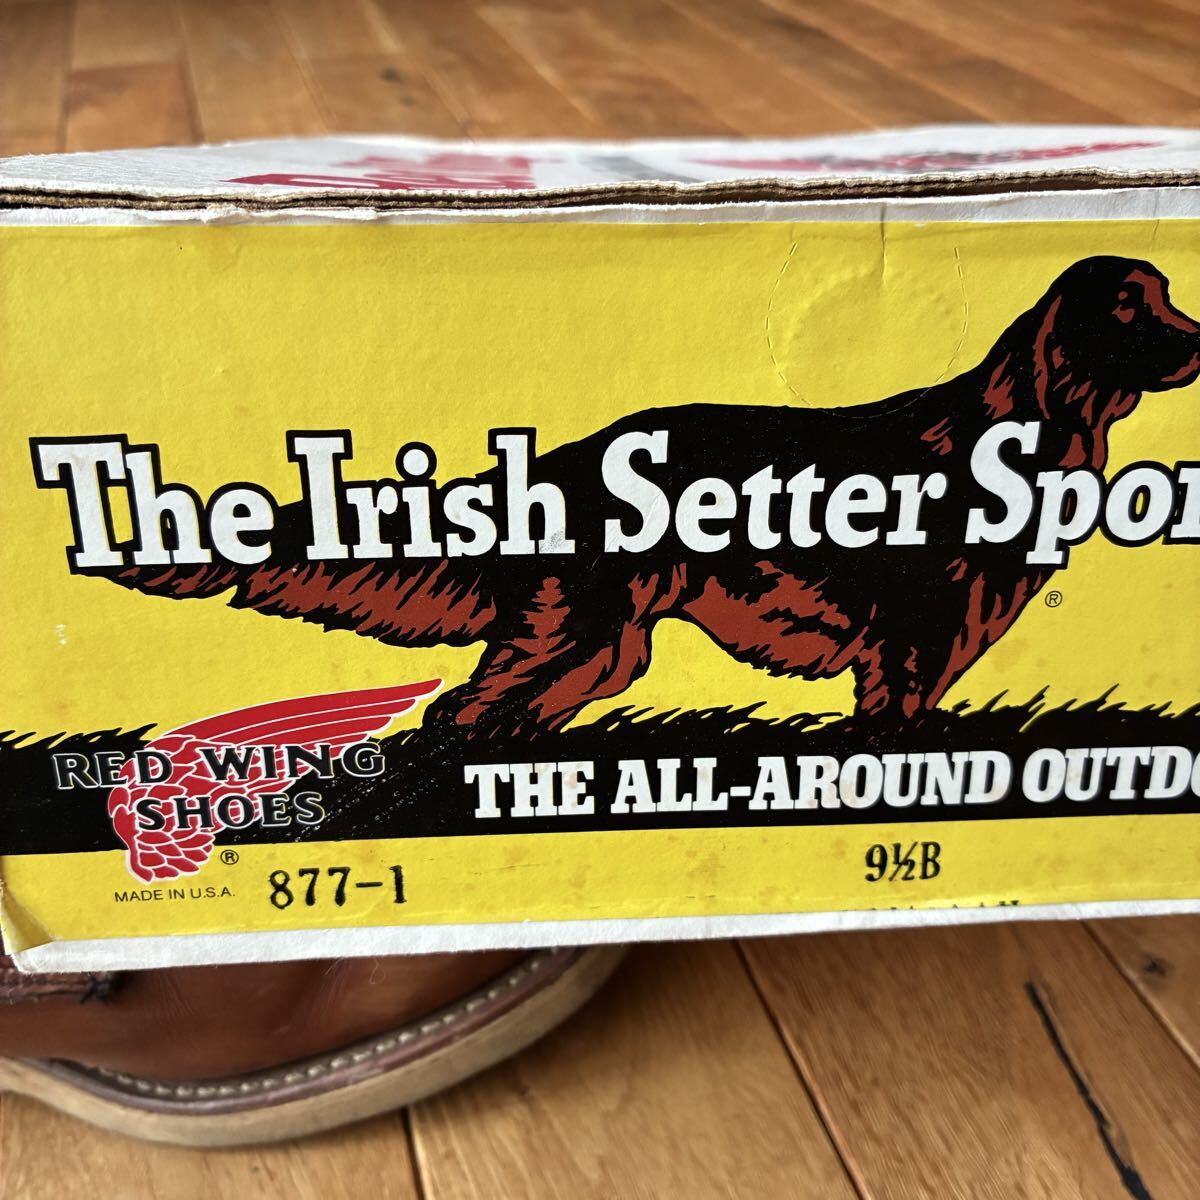 The Irish Setter Spor
®
RED WING
SHOES
®
THE ALL-AROUND OUTDO
MADE IN U.S.A.
877-1
9½B